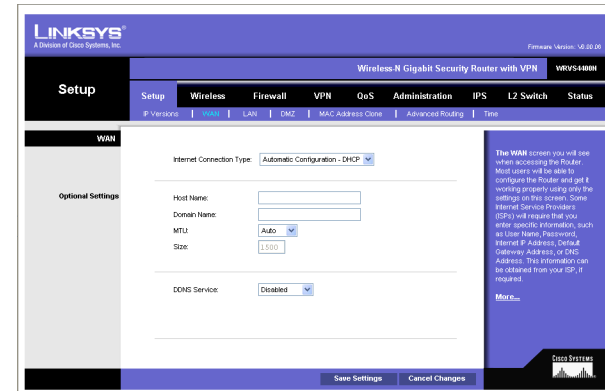 LINKSYS®
A Division of Cisco Systems, Inc.
Firmware Version: V0.00.06
Wireless-N Gigabit Security Router with VPN WRVS4400N
Setup
Setup Wireless Firewall VPN QoS Administration IPS L2 Switch Status
IP Versions | WAN | LAN | DMZ | MAC Address Clone | Advanced Routing | Time
WAN
Internet Connection Type: Automatic Configuration - DHCP
Optional Settings
Host Name:
Domain Name:
MTU: Auto
Size: 1500
DDNS Service: Disabled
The WAN screen you will see
when accessing the Router.
Most users will be able to
configure the Router and get it
working properly using only the
settings on this screen. Some
Internet Service Providers
(ISPs) will require that you
enter specific information, such
as User Name, Password,
Internet IP Address, Default
Gateway Address, or DNS
Address. This information can
be obtained from your ISP, if
required.
More...
Save Settings Cancel Changes
CISCO SYSTEMS